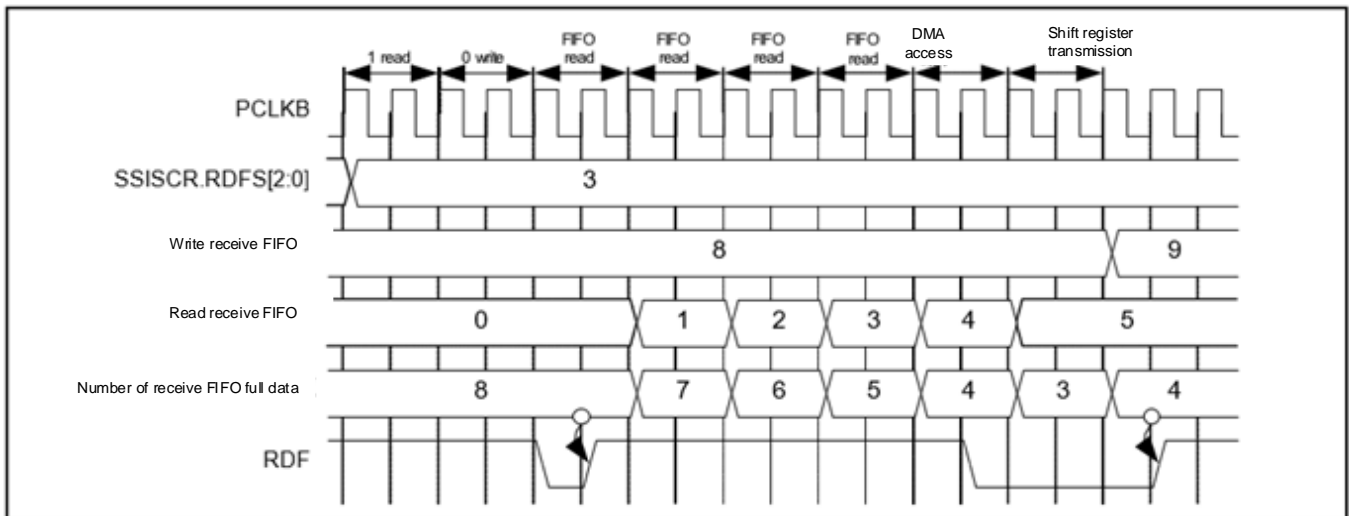 1 read
0 write
FIFO
read
FIFO
read
FIFO
read
FIFO
read
DMA
access
Shift register
transmission
PCLKB
SSISCR.RDFS[2:0]
3
Write receive FIFO
8
9
Read receive FIFO
0
1
2
3
4
5
Number of receive FIFO full data
8
7
6
5
4
3
4
RDF